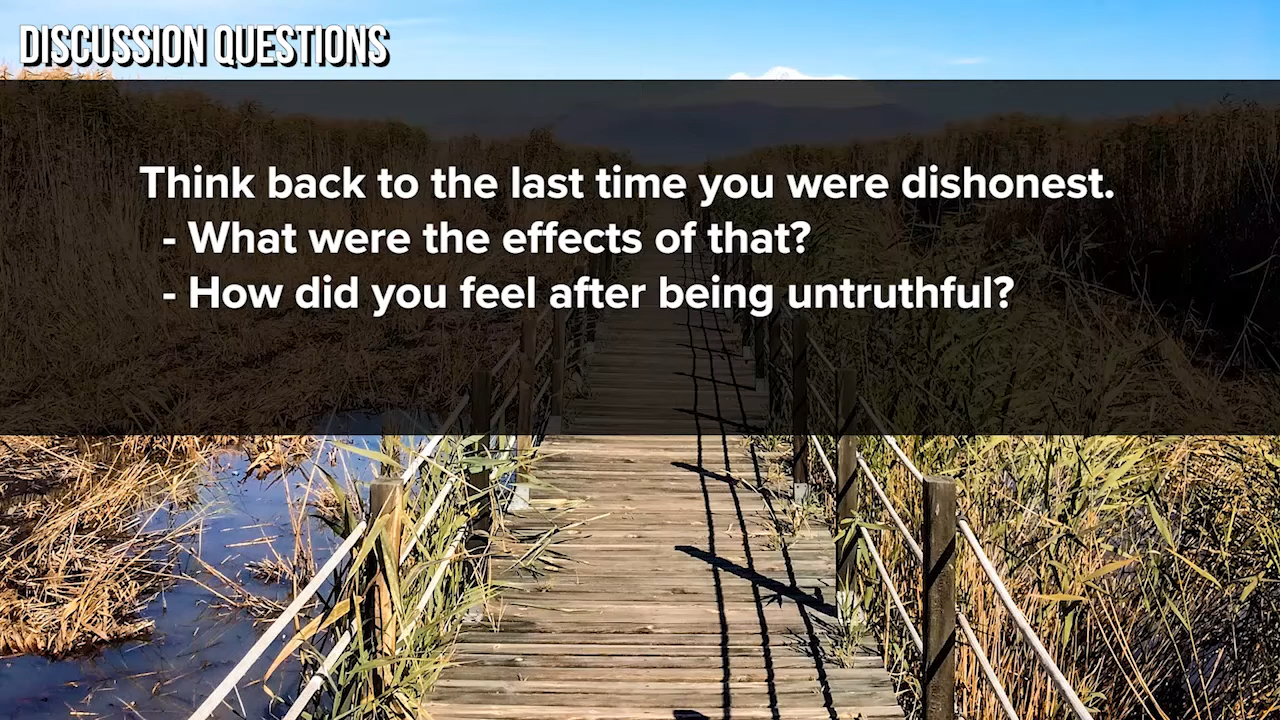 DISCUSSION QUESTIONS
Think back to the last time you were dishonest.
- What were the effects of that?
- How did you feel after being untruthful?